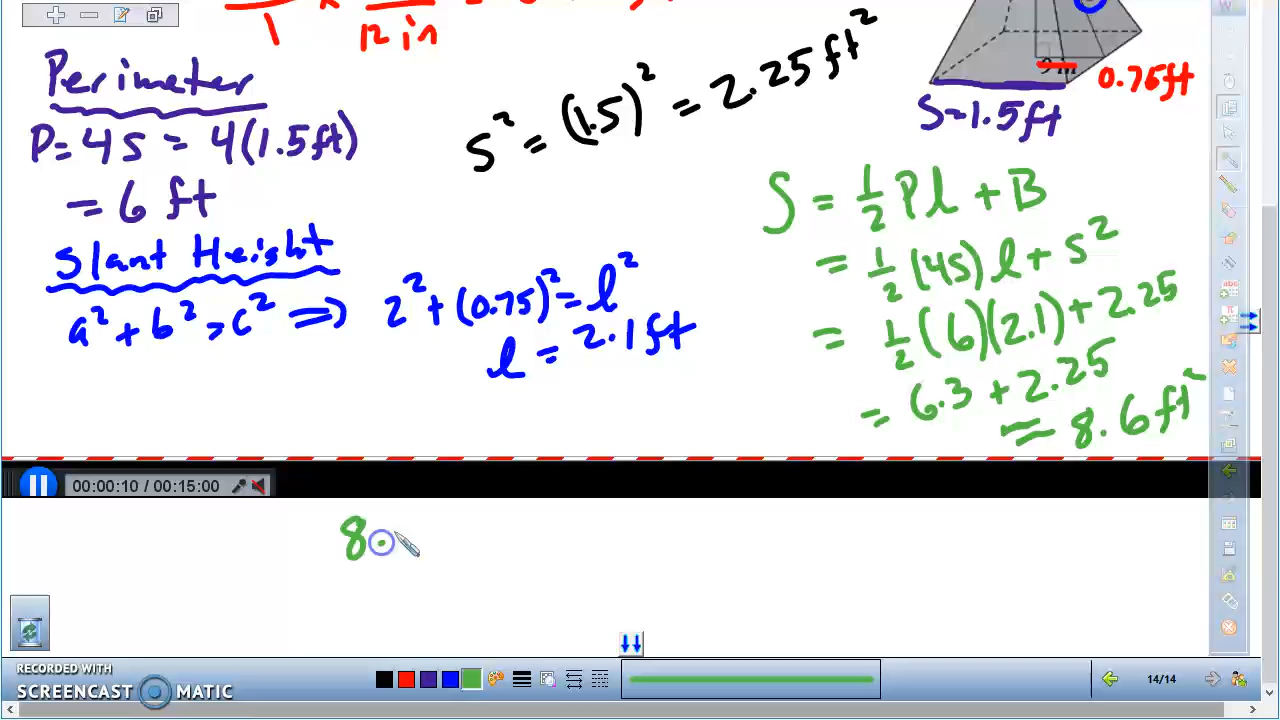 1 12 in
Perimeter
P = 4s = 4(1.5ft)
= 6 ft
s² = (1.5)² = 2.25 ft²
9 in
0.75ft
S=1.5ft
Slant Height
a² + b² = c² ⇒ 2² + (0.75)² = l²
l = 2.1 ft
S = 1/2 Pl + B
= 1/2 (4s) l + s²
= 1/2 (6)(2.1) + 2.25
= 6.3 + 2.25
≈ 8.6 ft²
00:00:10 / 00:15:00
8.
RECORDED WITH
SCREENCAST MATIC
14/14